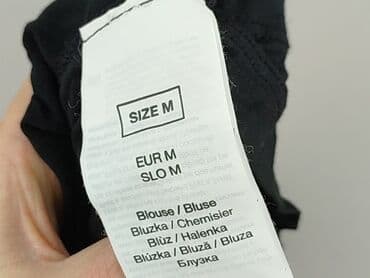 SIZE M
EUR M
SLO M
Blouse / Bluse
Bluzka / Chemisier
Blúz / Halenka
Blúzka / Bluză / Bluza
Блузка